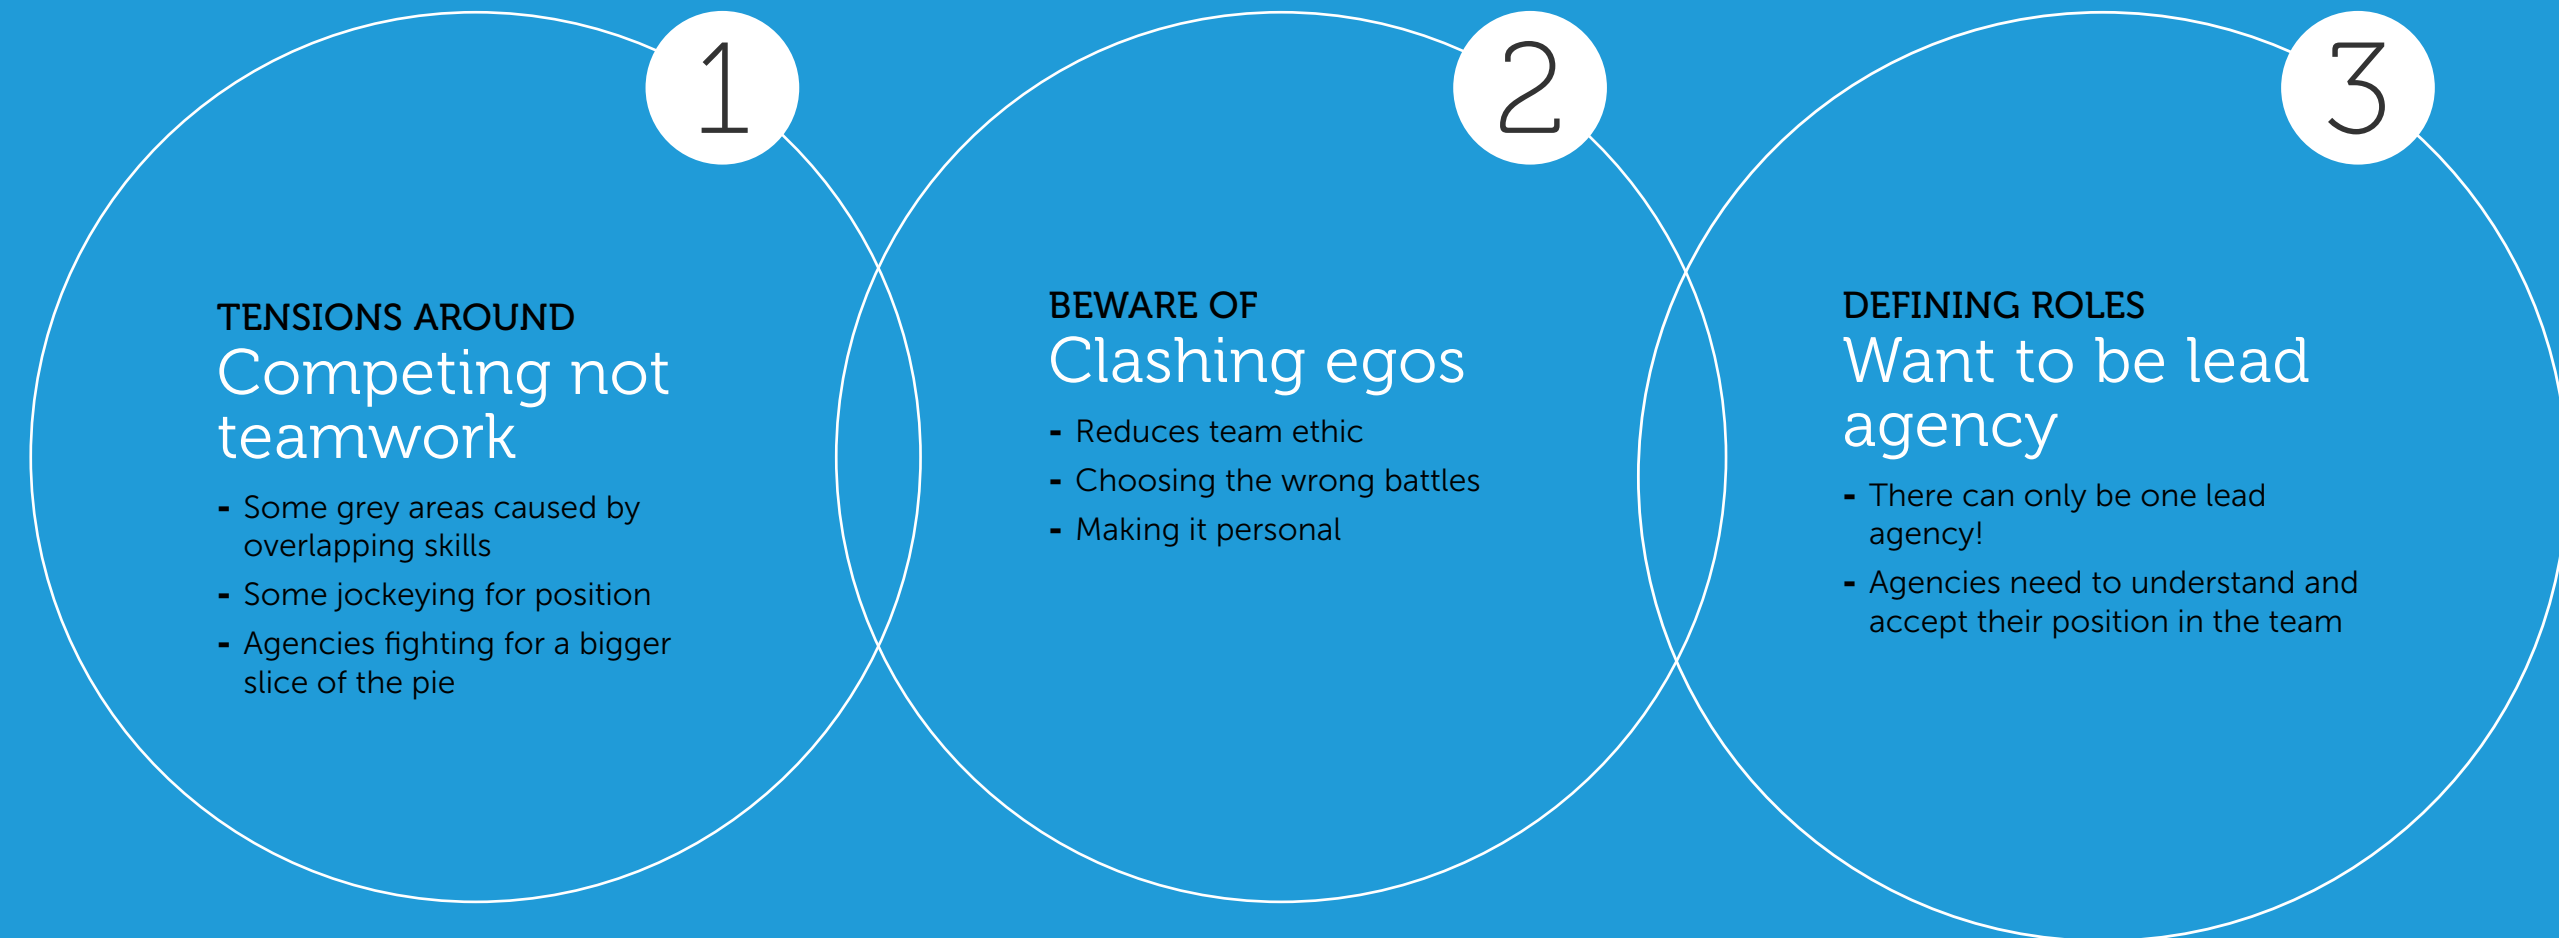 1
TENSIONS AROUND
Competing not
teamwork
- Some grey areas caused by
overlapping skills
- Some jockeying for position
- Agencies fighting for a bigger
slice of the pie
2
BEWARE OF
Clashing egos
- Reduces team ethic
- Choosing the wrong battles
- Making it personal
3
DEFINING ROLES
Want to be lead
agency
- There can only be one lead
agency!
- Agencies need to understand and
accept their position in the team